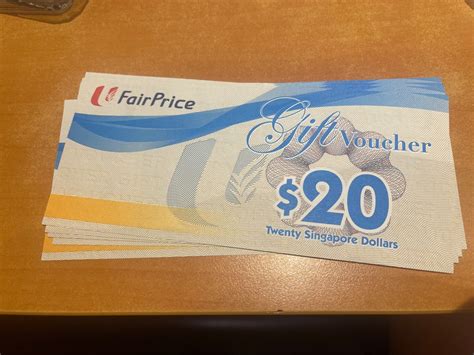 FairPrice
Gift Voucher
$20
Twenty Singapore Dollars